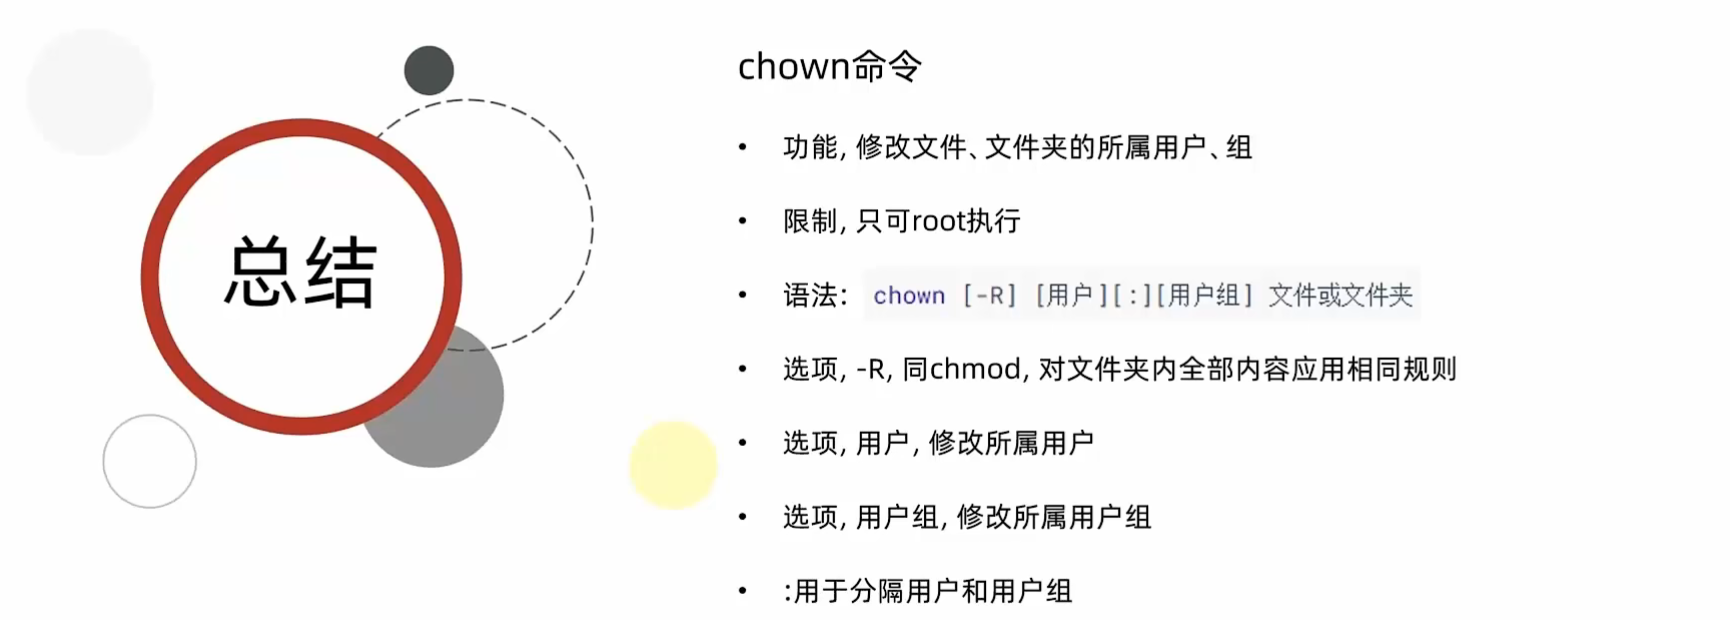 总结
chown命令
• 功能, 修改文件、文件夹的所属用户、组
• 限制, 只可root执行
• 语法: chown [-R] [用户][:][用户组] 文件或文件夹
• 选项, -R, 同chmod, 对文件夹内全部内容应用相同规则
• 选项, 用户, 修改所属用户
• 选项, 用户组, 修改所属用户组
• :用于分隔用户和用户组